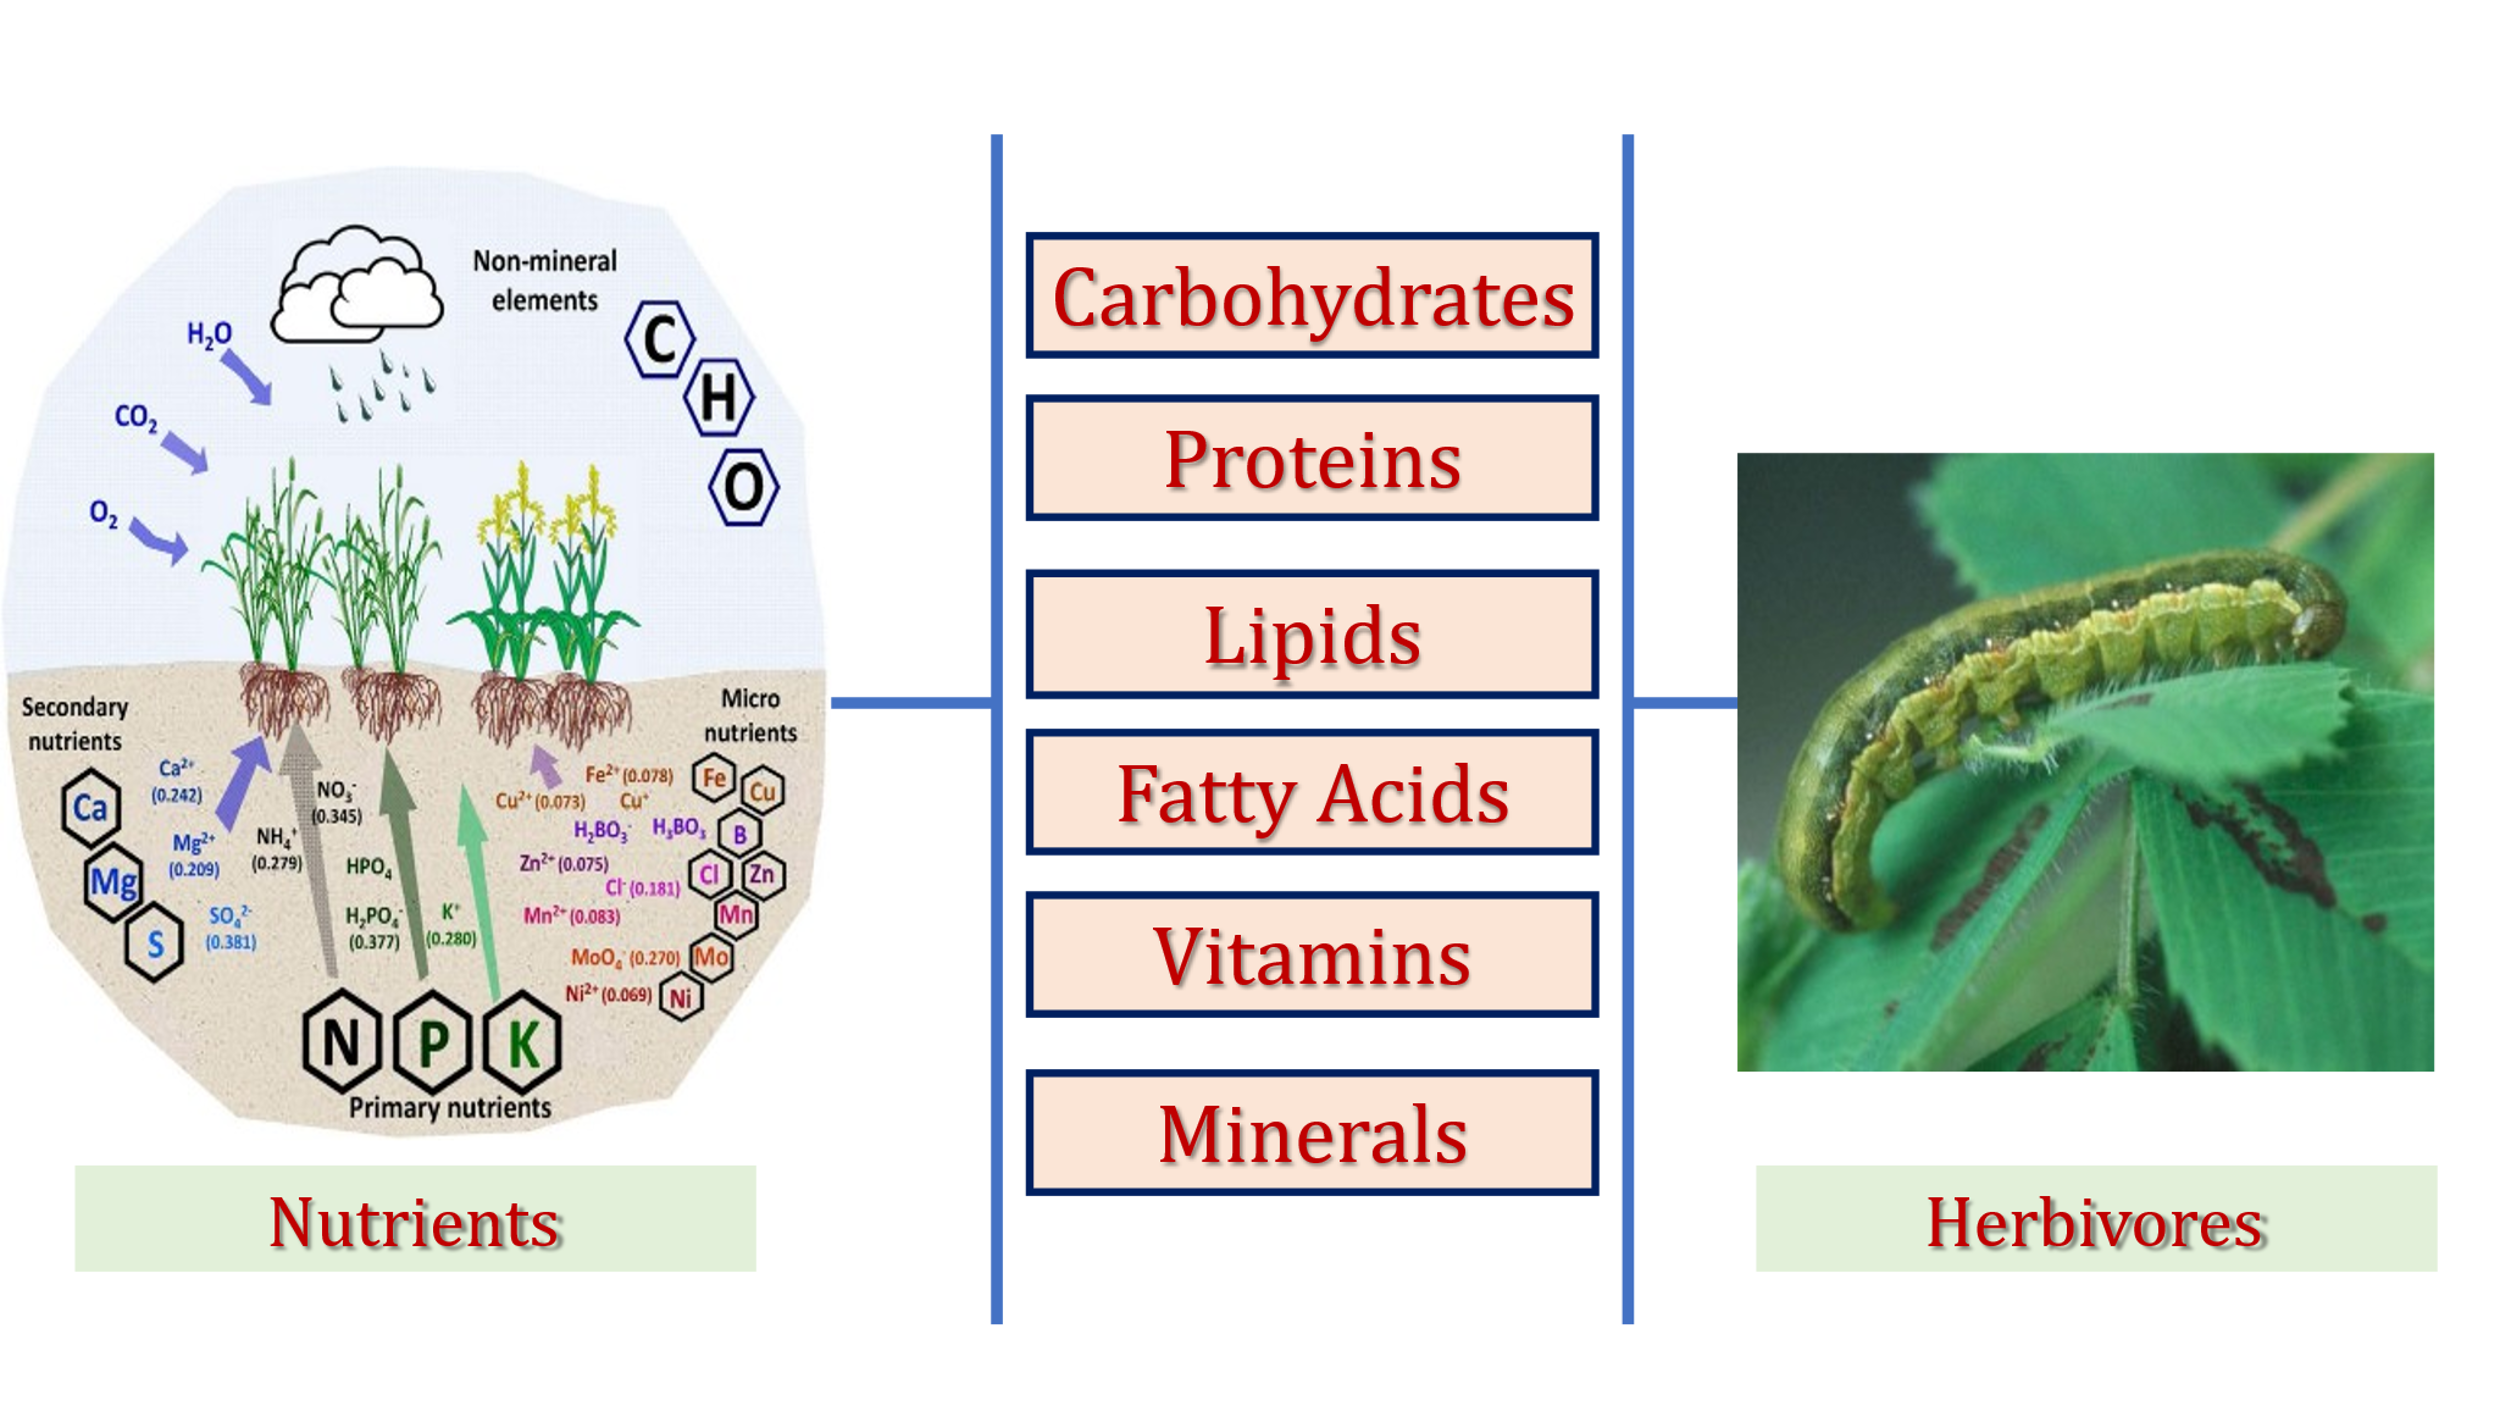 Non-mineral
elements
C
H
O
H₂O
CO₂
O₂
Secondary
nutrients
Ca
Mg
S
Ca²⁺
(0.242)
Mg²⁺
(0.209)
SO₄²⁻
(0.381)
NO₃⁻
(0.345)
NH₄⁺
(0.279)
HPO₄
H₂PO₄⁻
(0.377)
K⁺
(0.280)
Micro
nutrients
Fe²⁺ (0.078)
Cu²⁺ (0.073) Cu⁺
H₂BO₃⁻ H₃BO₃
Zn²⁺ (0.075)
Cl⁻ (0.181)
Mn²⁺ (0.083)
MoO₄⁻ (0.270)
Ni²⁺ (0.069)
Fe
Cu
B
Cl
Zn
Mn
Mo
Ni
N P K
Primary nutrients
Nutrients
Carbohydrates
Proteins
Lipids
Fatty Acids
Vitamins
Minerals
Herbivores